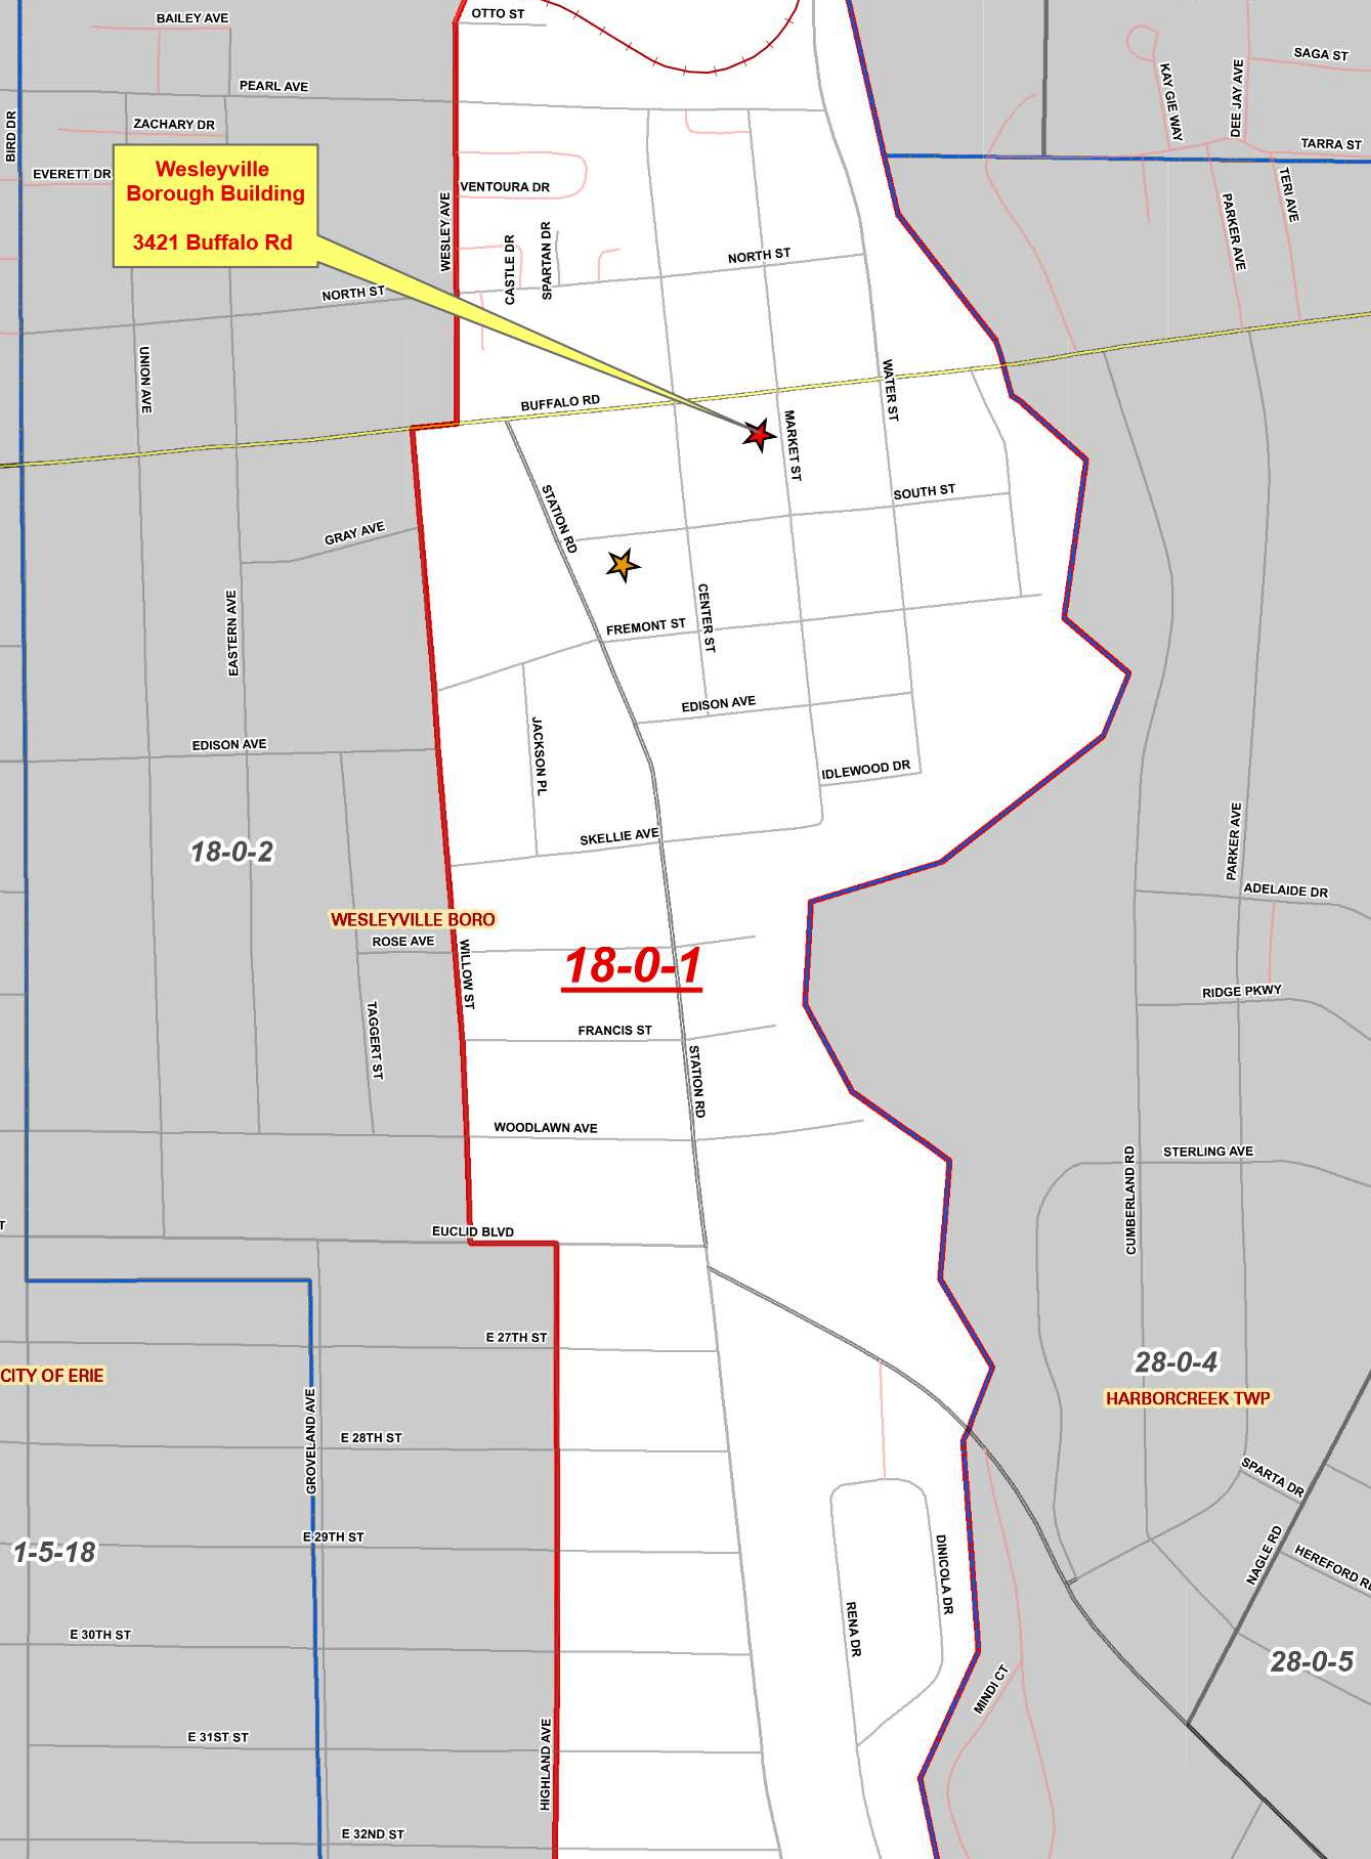 OTTO ST
BAILEY AVE
SAGA ST
PEARL AVE
KAY GIE WAY
DEE JAY AVE
BIRD DR
ZACHARY DR
TARRA ST
EVERETT DR
Wesleyville
Borough Building
3421 Buffalo Rd
VENTOURA DR
WESLEY AVE
TERI AVE
PARKER AVE
CASTLE DR
SPARTAN DR
NORTH ST
NORTH ST
UNION AVE
WATER ST
BUFFALO RD
MARKET ST
STATION RD
SOUTH ST
GRAY AVE
EASTERN AVE
CENTER ST
FREMONT ST
EDISON AVE
EDISON AVE
JACKSON PL
IDLEWOOD DR
SKELLIE AVE
18-0-2
PARKER AVE
ADELAIDE DR
WESLEYVILLE BORO
ROSE AVE
WILLOW ST
18-0-1
RIDGE PKWY
TAGGERT ST
FRANCIS ST
STATION RD
WOODLAWN AVE
STERLING AVE
CUMBERLAND RD
T
EUCLID BLVD
E 27TH ST
CITY OF ERIE
28-0-4
HARBORCREEK TWP
GROVELAND AVE
E 28TH ST
SPARTA DR
E 29TH ST
1-5-18
NAGLE RD
HEREFORD R
DINICOLA DR
RENA DR
E 30TH ST
28-0-5
MINDI CT
E 31ST ST
HIGHLAND AVE
E 32ND ST